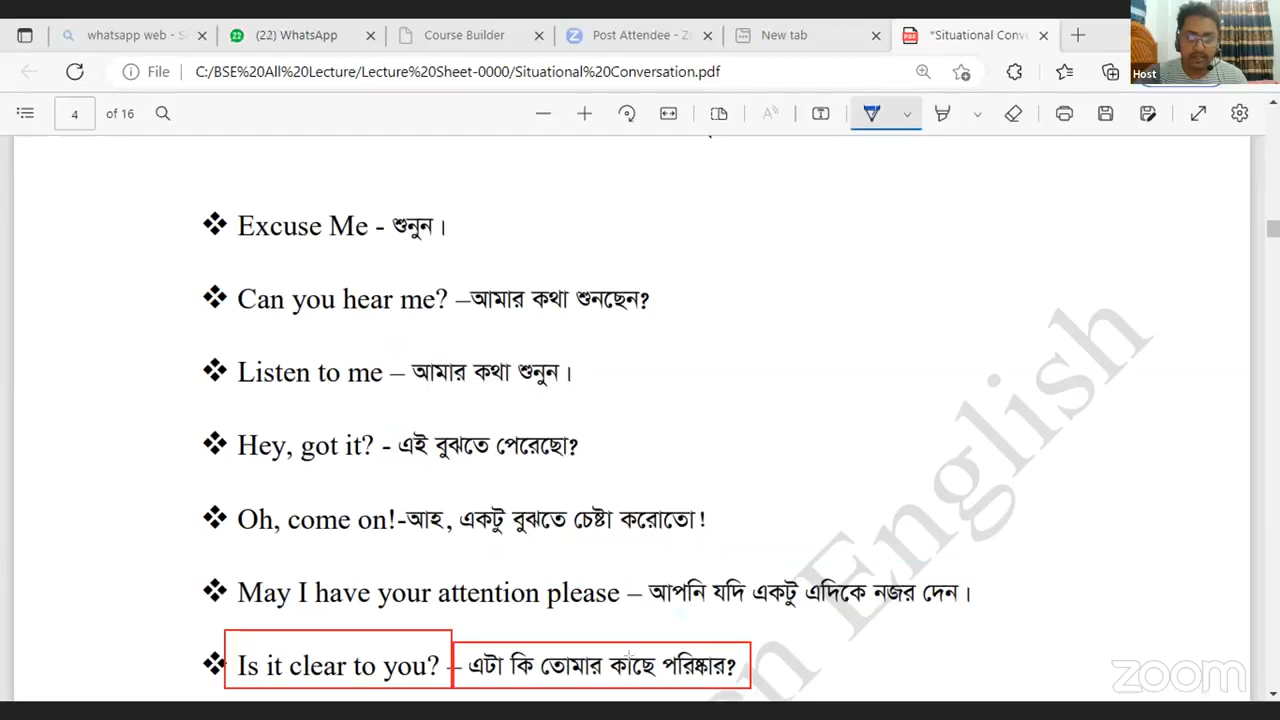 whatsapp web - S
(22) WhatsApp
Course Builder
Post Attendee - Z
New tab
*Situational Conv
Host
File
C:/BSE%20All%20Lecture/Lecture%20Sheet-0000/Situational%20Conversation.pdf
4 of 16
❖ Excuse Me - শুনুন।
❖ Can you hear me? –আমার কথা শুনছেন?
❖ Listen to me – আমার কথা শুনুন।
❖ Hey, got it? - এই বুঝতে পেরেছো?
❖ Oh, come on!-আহ, একটু বুঝতে চেষ্টা করোতো!
❖ May I have your attention please – আপনি যদি একটু এদিকে নজর দেন।
❖ Is it clear to you? – এটা কি তোমার কাছে পরিষ্কার?
en English
zoom